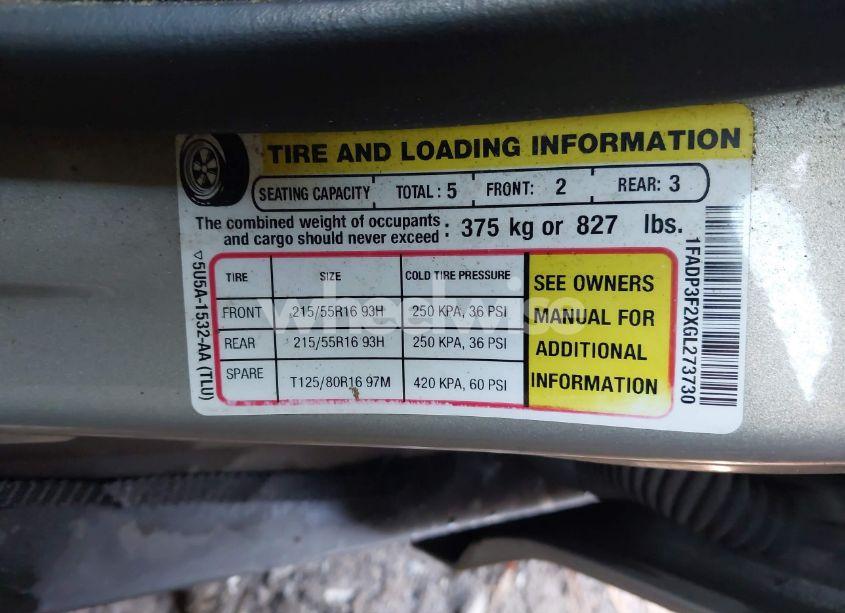 TIRE AND LOADING INFORMATION
SEATING CAPACITY TOTAL : 5 FRONT: 2 REAR: 3
The combined weight of occupants
and cargo should never exceed : 375 kg or 827 lbs.
TIRE SIZE COLD TIRE PRESSURE
FRONT 215/55R16 93H 250 KPA, 36 PSI
REAR 215/55R16 93H 250 KPA, 36 PSI
SPARE T125/80R16 97M 420 KPA, 60 PSI
SEE OWNERS
MANUAL FOR
ADDITIONAL
INFORMATION
▽5U5A-1532-AA (TLU)
1FADP3F2XGL273730
wheelwise